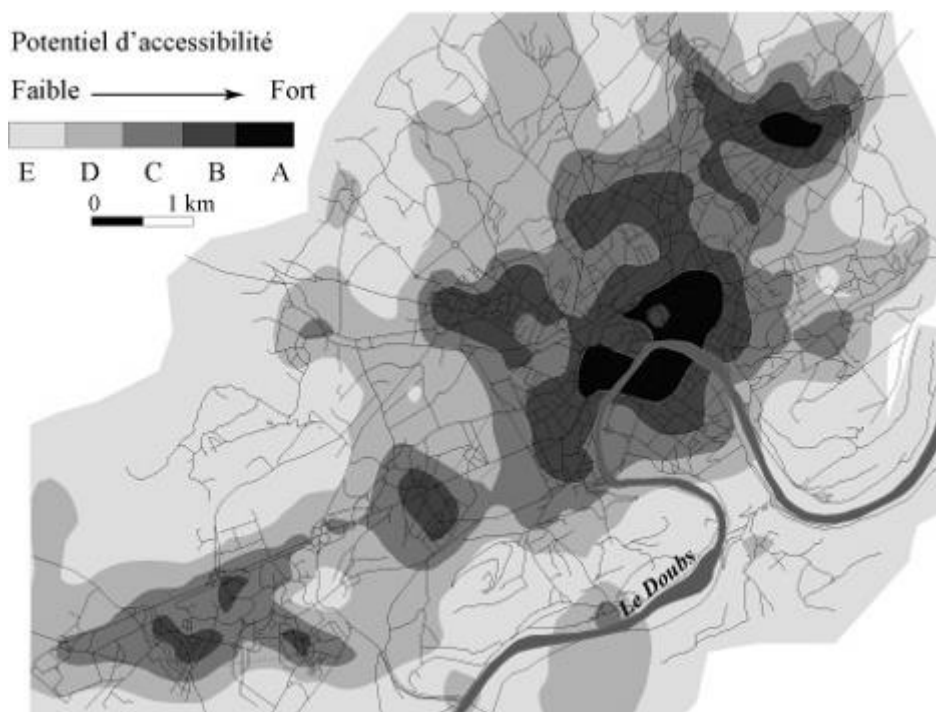 Potentiel d'accessibilité
Faible Fort
E D C B A
0 1 km
Le Doubs